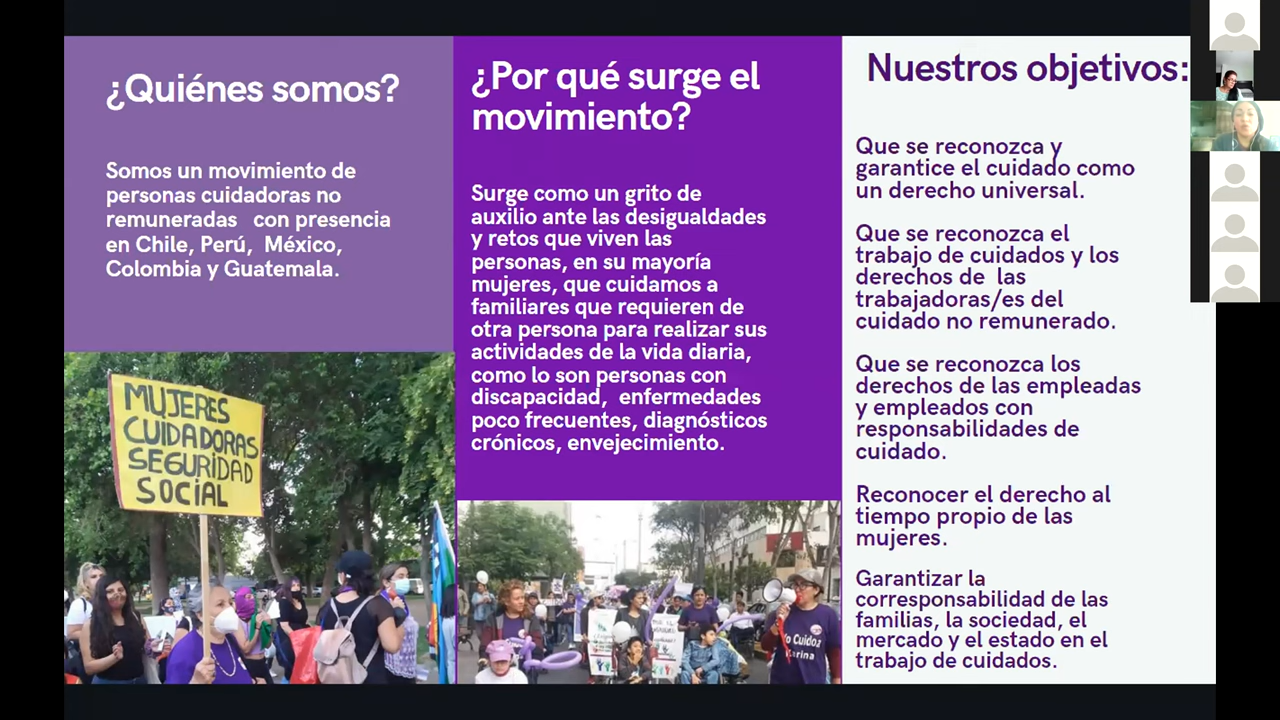 ¿Quiénes somos?
Somos un movimiento de
personas cuidadoras no
remuneradas con presencia
en Chile, Perú, México,
Colombia y Guatemala.
MUJERES
CUIDADORAS
SEGURIDAD
SOCIAL
¿Por qué surge el
movimiento?
Surge como un grito de
auxilio ante las desigualdades
y retos que viven las
personas, en su mayoría
mujeres, que cuidamos a
familiares que requieren de
otra persona para realizar sus
actividades de la vida diaria,
como lo son personas con
discapacidad, enfermedades
poco frecuentes, diagnósticos
crónicos, envejecimiento.
Yo Cuido
Nuestros objetivos:
Que se reconozca y
garantice el cuidado como
un derecho universal.
Que se reconozca el
trabajo de cuidados y los
derechos de las
trabajadoras/es del
cuidado no remunerado.
Que se reconozca los
derechos de las empleadas
y empleados con
responsabilidades de
cuidado.
Reconocer el derecho al
tiempo propio de las
mujeres.
Garantizar la
corresponsabilidad de las
familias, la sociedad, el
mercado y el estado en el
trabajo de cuidados.